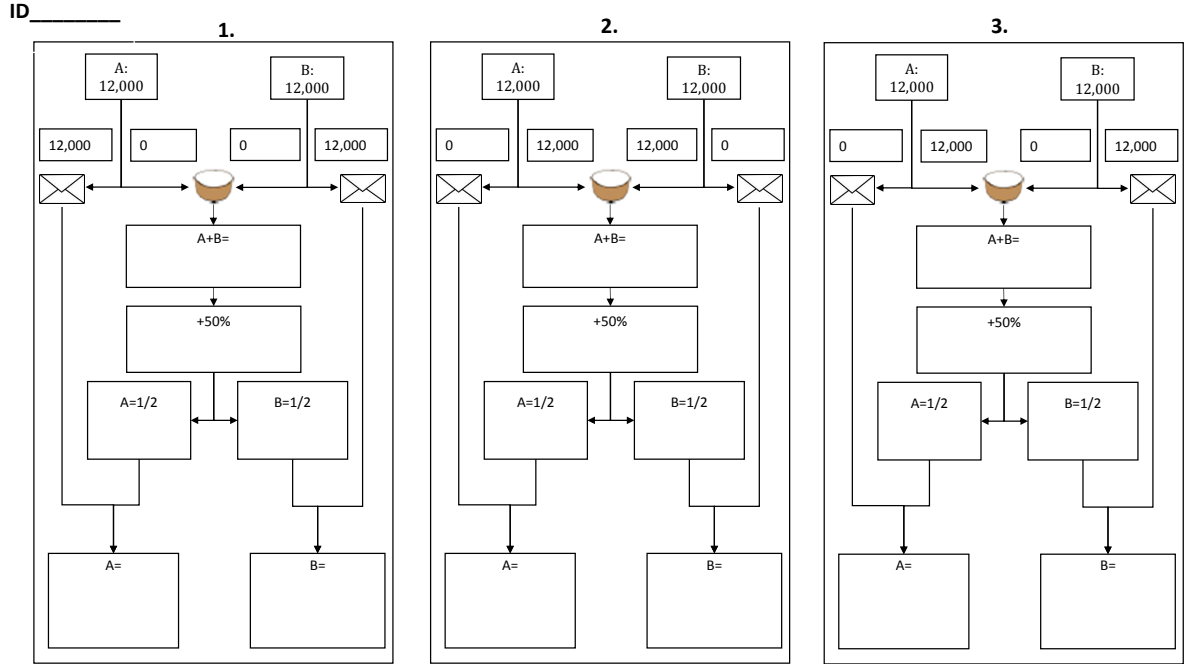 ID________
1.
A:
12,000
B:
12,000
12,000
0
0
12,000
A+B=
+50%
A=1/2
B=1/2
A=
B=
2.
A:
12,000
B:
12,000
0
12,000
12,000
0
A+B=
+50%
A=1/2
B=1/2
A=
B=
3.
A:
12,000
B:
12,000
0
12,000
0
12,000
A+B=
+50%
A=1/2
B=1/2
A=
B=